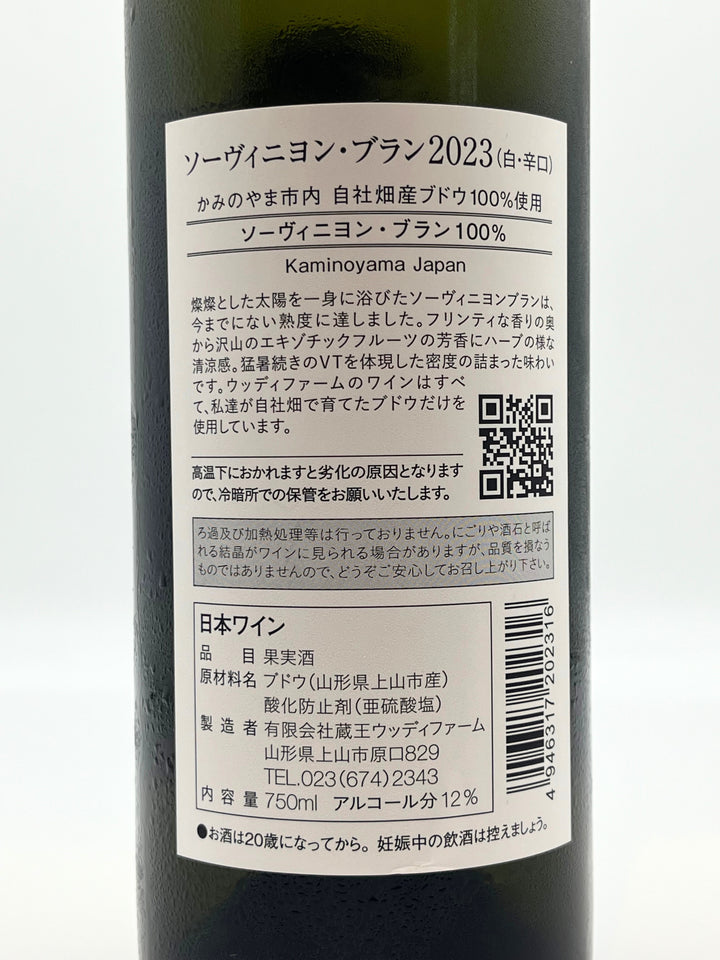 ソーヴィニヨン・ブラン2023(白・辛口)
かみのやま市内 自社畑産ブドウ100%使用
ソーヴィニヨン・ブラン100%
Kaminoyama Japan
燦燦とした太陽を一身に浴びたソーヴィニヨンブランは、
今までにない熟度に達しました。フリンティな香りの奥
から沢山のエキゾチックフルーツの芳香にハーブの様な
清涼感。猛暑続きのVTを体現した密度の詰まった味わい
です。ウッディファームのワインはすべ
て、私達が自社畑で育てたブドウだけを
使用しています。
高温下におかれますと劣化の原因となります
ので、冷暗所での保管をお願いいたします。
ろ過及び加熱処理等は行っておりません。にごりや酒石と呼ば
れる結晶がワインに見られる場合がありますが、品質を損なう
ものではありませんので、どうぞご安心してお召し上がり下さい。
日本ワイン
品目 果実酒
原材料名 ブドウ(山形県上山市産)
酸化防止剤(亜硫酸塩)
製造者 有限会社蔵王ウッディファーム
山形県上山市原口829
TEL.023(674)2343
内容量 750ml アルコール分12%
4 946317 202316
●お酒は20歳になってから。妊娠中の飲酒は控えましょう。